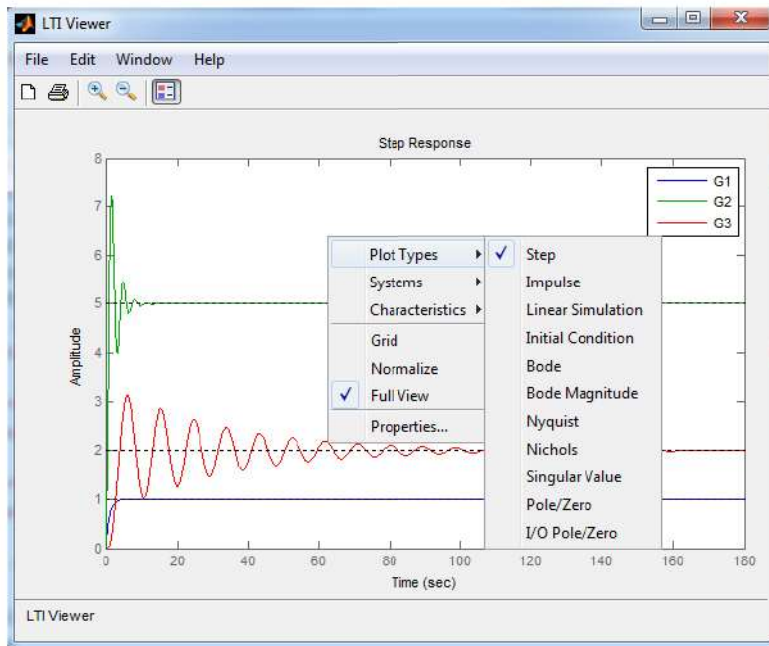 LTI Viewer
File Edit Window Help
Step Response
8
7
6
5
4
3
2
1
0
Amplitude
G1
G2
G3
Plot Types
Systems
Characteristics
Grid
Normalize
Full View
Properties...
Step
Impulse
Linear Simulation
Initial Condition
Bode
Bode Magnitude
Nyquist
Nichols
Singular Value
Pole/Zero
I/O Pole/Zero
0 20 40 60 80 100 120 140 160 180
Time (sec)
LTI Viewer